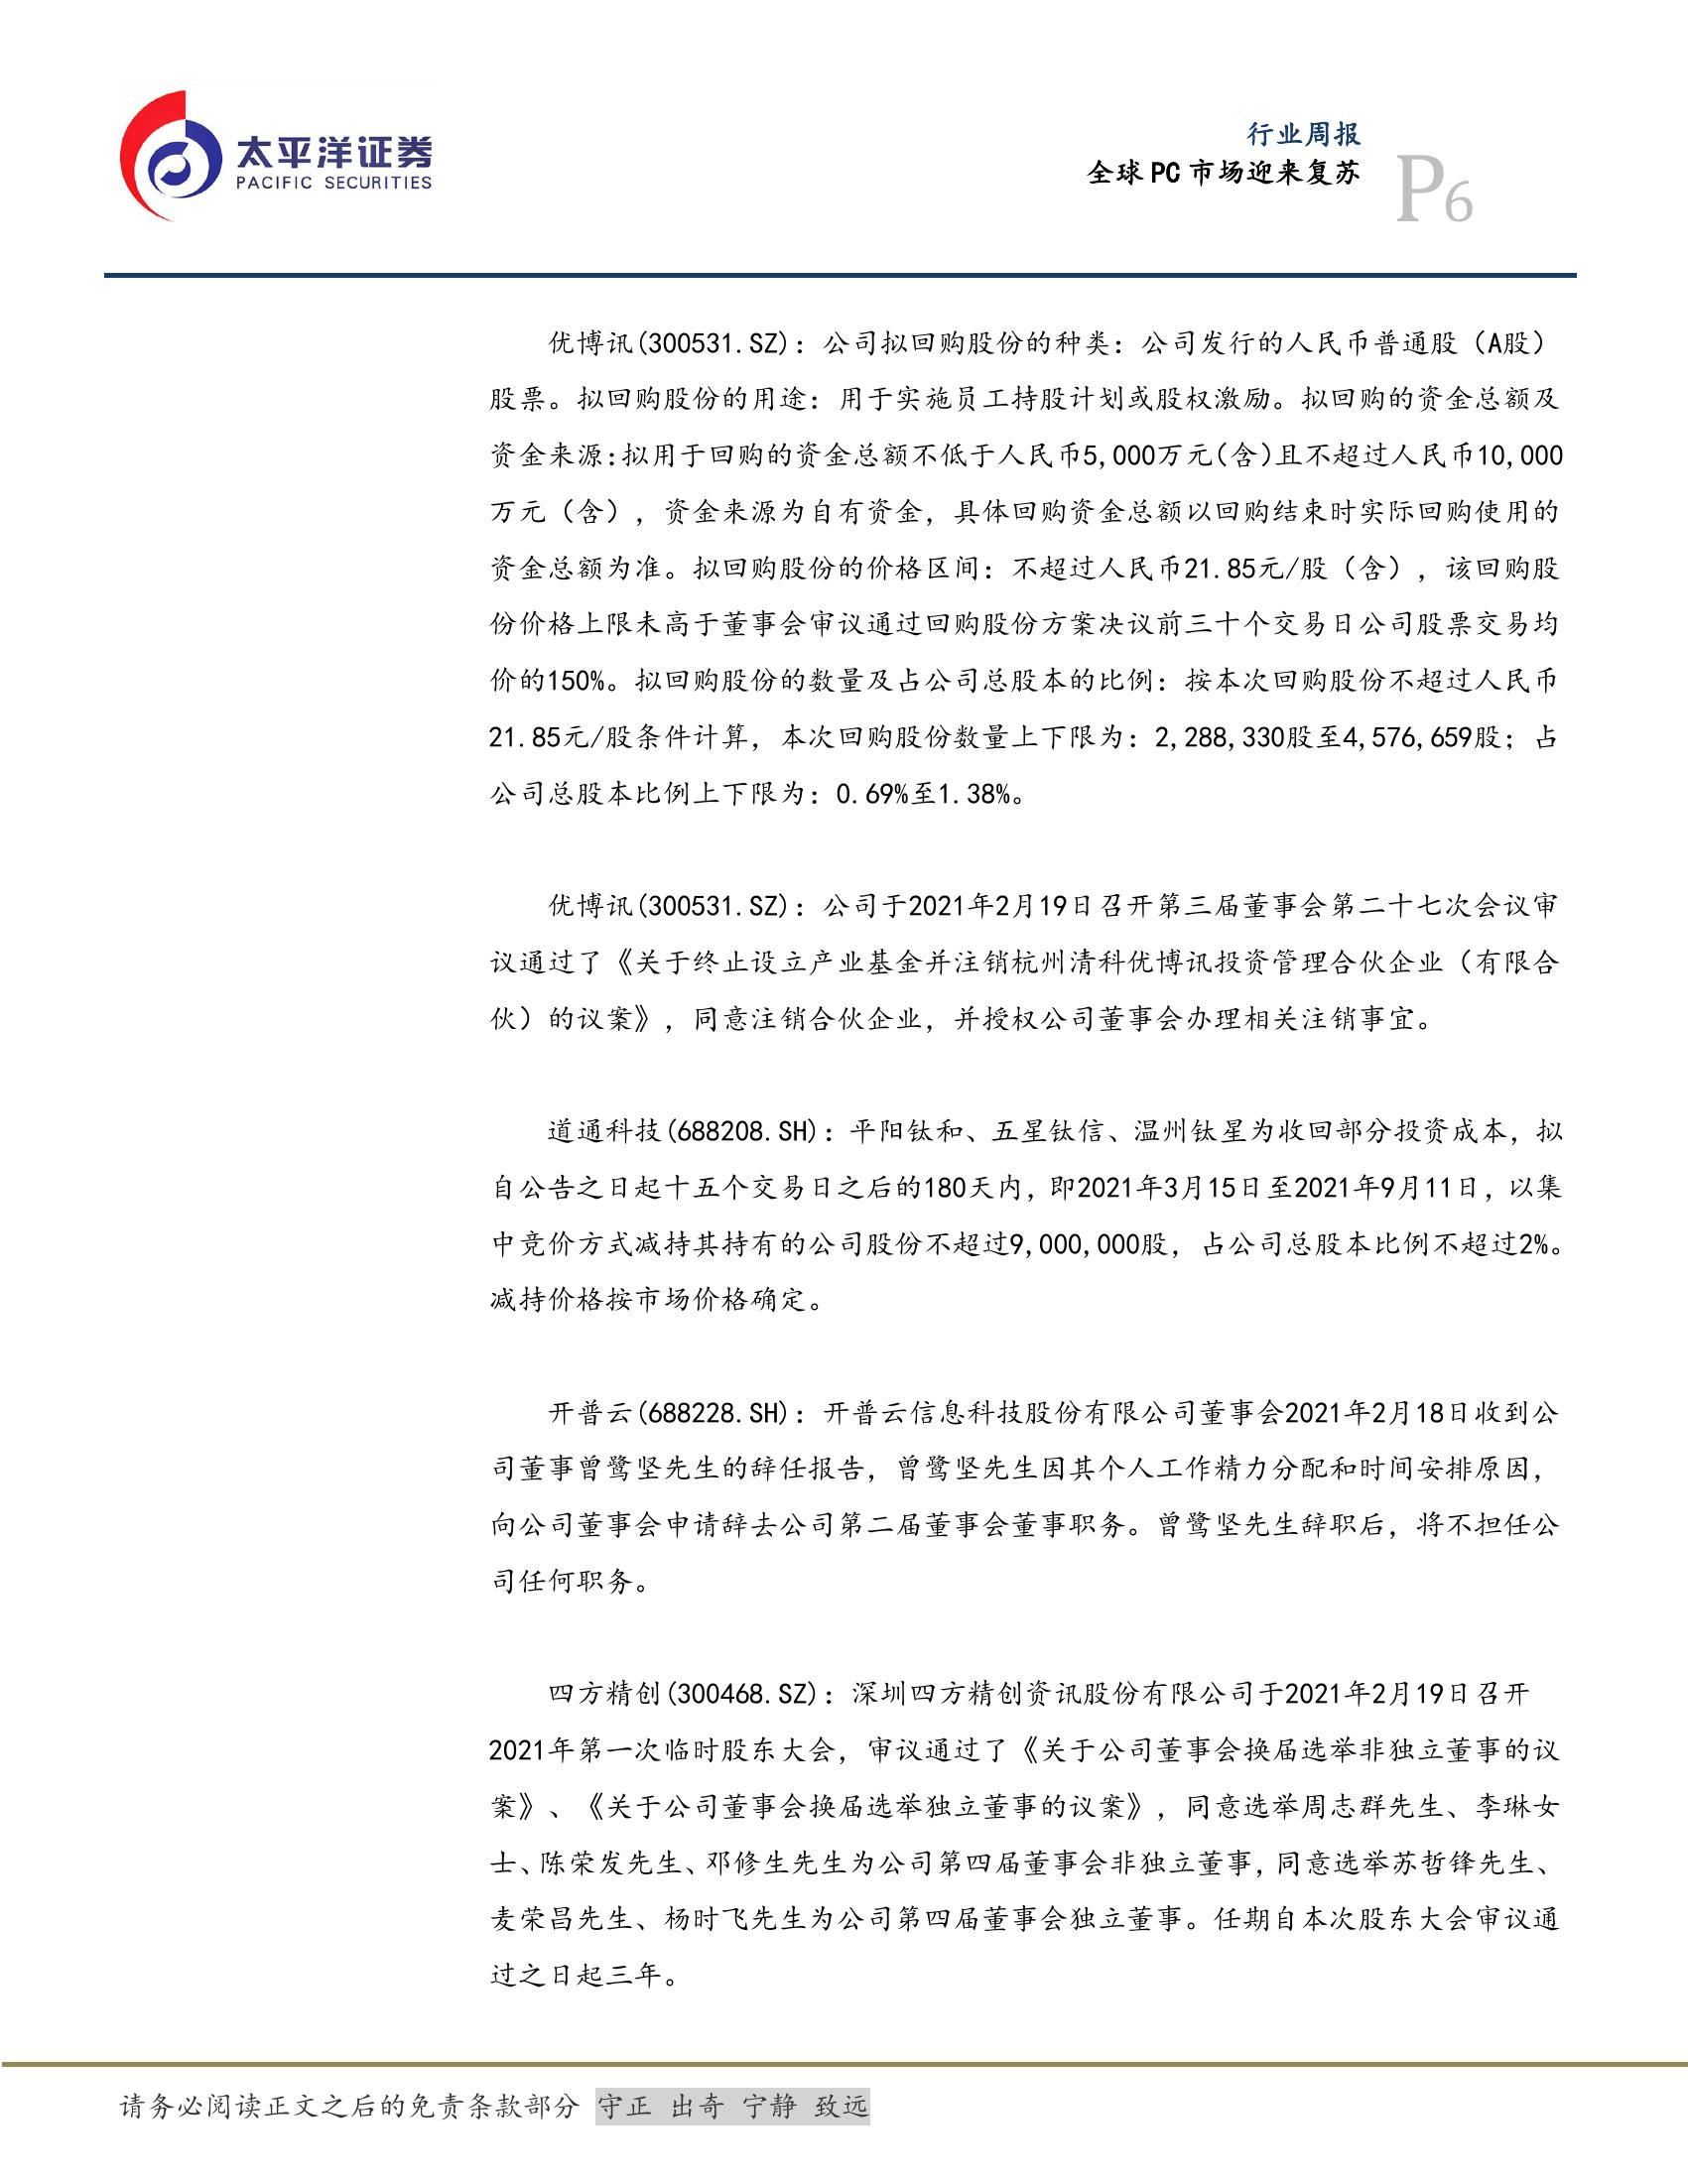 太平洋证券
PACIFIC SECURITIES
行业周报
全球 PC 市场迎来复苏
P6
优博讯(300531.SZ)：公司拟回购股份的种类：公司发行的人民币普通股（A股）
股票。拟回购股份的用途：用于实施员工持股计划或股权激励。拟回购的资金总额及
资金来源:拟用于回购的资金总额不低于人民币5,000万元(含)且不超过人民币10,000
万元（含），资金来源为自有资金，具体回购资金总额以回购结束时实际回购使用的
资金总额为准。拟回购股份的价格区间：不超过人民币21.85元/股（含），该回购股
份价格上限未高于董事会审议通过回购股份方案决议前三十个交易日公司股票交易均
价的150%。拟回购股份的数量及占公司总股本的比例：按本次回购股份不超过人民币
21.85元/股条件计算，本次回购股份数量上下限为：2,288,330股至4,576,659股；占
公司总股本比例上下限为：0.69%至1.38%。
优博讯(300531.SZ)：公司于2021年2月19日召开第三届董事会第二十七次会议审
议通过了《关于终止设立产业基金并注销杭州清科优博讯投资管理合伙企业（有限合
伙）的议案》，同意注销合伙企业，并授权公司董事会办理相关注销事宜。
道通科技(688208.SH)：平阳钛和、五星钛信、温州钛星为收回部分投资成本，拟
自公告之日起十五个交易日之后的180天内，即2021年3月15日至2021年9月11日，以集
中竞价方式减持其持有的公司股份不超过9,000,000股，占公司总股本比例不超过2%。
减持价格按市场价格确定。
开普云(688228.SH)：开普云信息科技股份有限公司董事会2021年2月18日收到公
司董事曾鹭坚先生的辞任报告，曾鹭坚先生因其个人工作精力分配和时间安排原因，
向公司董事会申请辞去公司第二届董事会董事职务。曾鹭坚先生辞职后，将不担任公
司任何职务。
四方精创(300468.SZ)：深圳四方精创资讯股份有限公司于2021年2月19日召开
2021年第一次临时股东大会，审议通过了《关于公司董事会换届选举非独立董事的议
案》、《关于公司董事会换届选举独立董事的议案》，同意选举周志群先生、李琳女
士、陈荣发先生、邓修生先生为公司第四届董事会非独立董事，同意选举苏哲锋先生、
麦荣昌先生、杨时飞先生为公司第四届董事会独立董事。任期自本次股东大会审议通
过之日起三年。
请务必阅读正文之后的免责条款部分 守正 出奇 宁静 致远